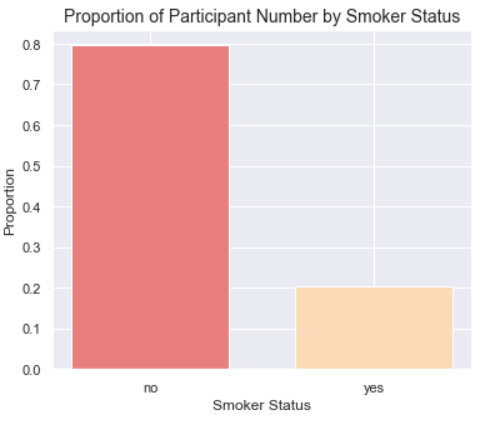 Proportion of Participant Number by Smoker Status
0.8
0.7
0.6
0.5
0.4
0.3
0.2
0.1
0.0
Proportion
no yes
Smoker Status